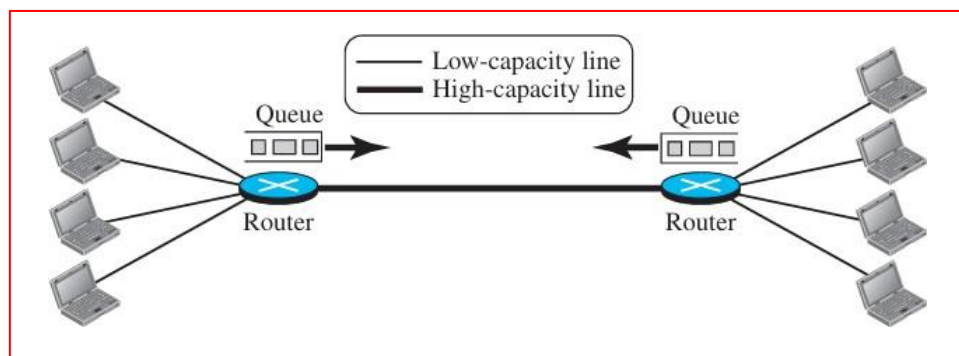 Low-capacity line
High-capacity line
Queue
Queue
Router
Router